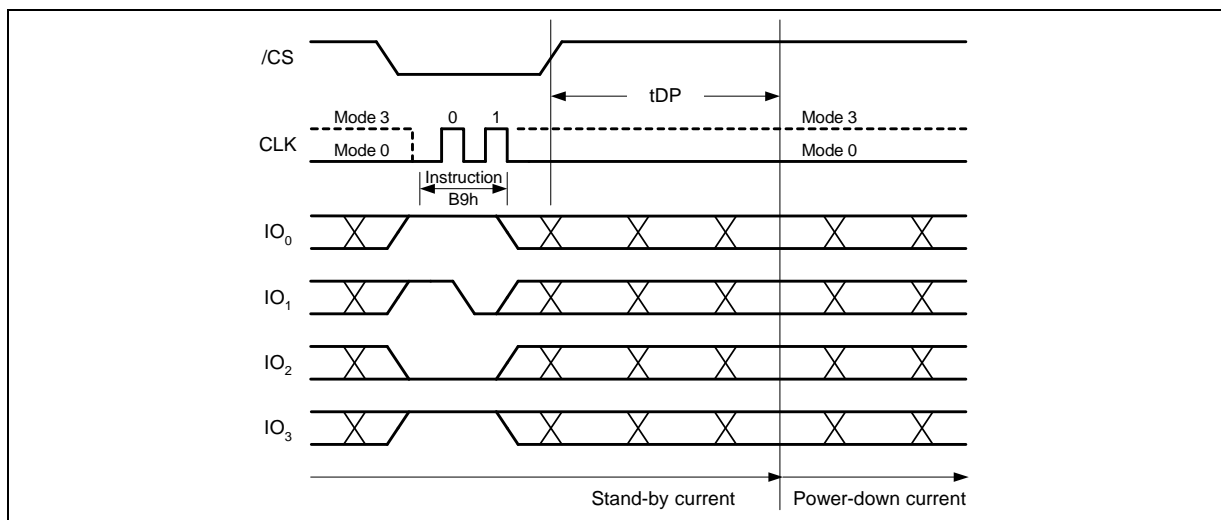 /CS
tDP
Mode 3 0 1 Mode 3
CLK
Mode 0 Mode 0
Instruction
B9h
IO0
IO1
IO2
IO3
Stand-by current Power-down current